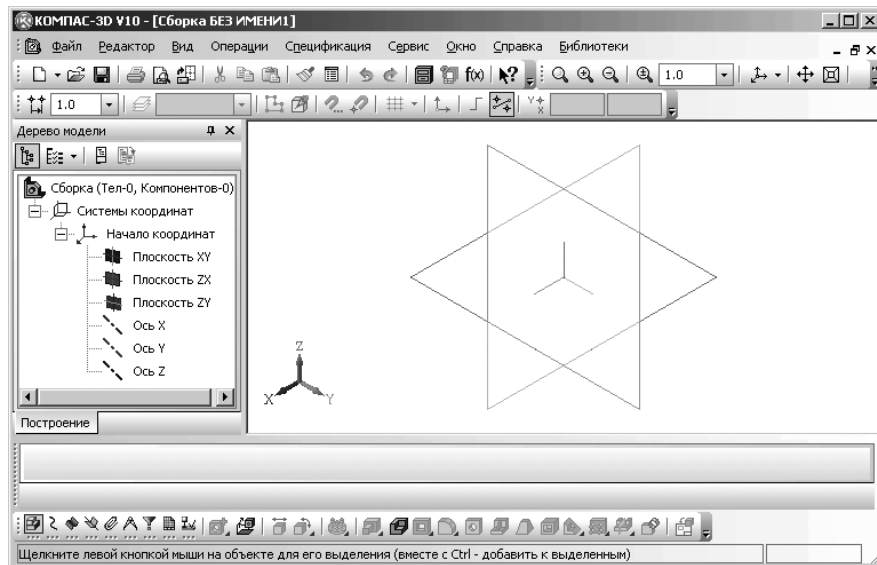 КОМПАС-3D V10 - [Сборка БЕЗ ИМЕНИ1]
Файл Редактор Вид Операции Спецификация Сервис Окно Справка Библиотеки
f(x) 1.0
1.0
Дерево модели
Сборка (Тел-0, Компонентов-0)
Системы координат
Начало координат
Плоскость XY
Плоскость ZX
Плоскость ZY
Ось X
Ось Y
Ось Z
Z
X Y
Построение
Щелкните левой кнопкой мыши на объекте для его выделения (вместе с Ctrl - добавить к выделенным)